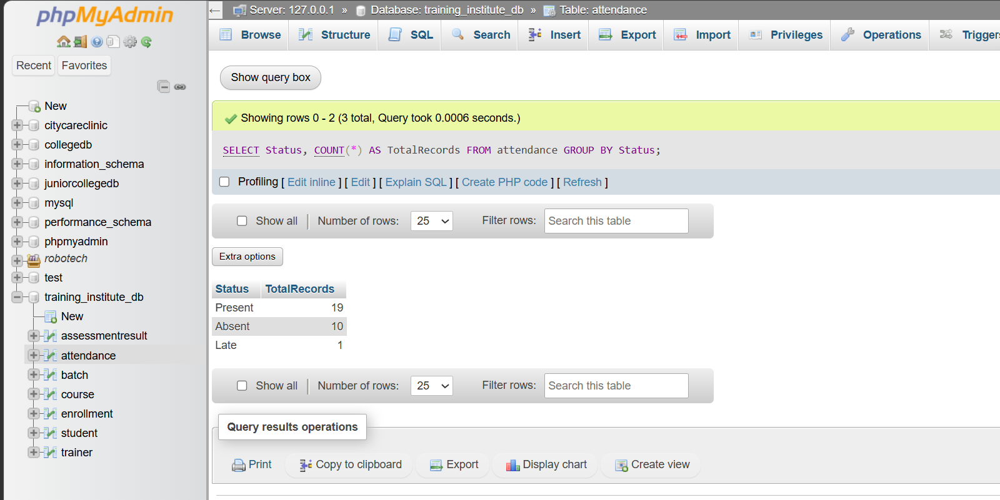 phpMyAdmin
Recent Favorites
New
citycareclinic
collegedb
information_schema
juniorcollegedb
mysql
performance_schema
phpmyadmin
robotech
test
training_institute_db
New
assessmentresult
attendance
batch
course
enrollment
student
trainer
← Server: 127.0.0.1 » Database: training_institute_db » Table: attendance
Browse Structure SQL Search Insert Export Import Privileges Operations Triggers
Show query box
Showing rows 0 - 2 (3 total, Query took 0.0006 seconds.)
SELECT Status, COUNT(*) AS TotalRecords FROM attendance GROUP BY Status;
Profiling [ Edit inline ] [ Edit ] [ Explain SQL ] [ Create PHP code ] [ Refresh ]
Show all | Number of rows: 25 Filter rows: Search this table
Extra options
Status TotalRecords
Present 19
Absent 10
Late 1
Show all | Number of rows: 25 Filter rows: Search this table
Query results operations
Print Copy to clipboard Export Display chart Create view